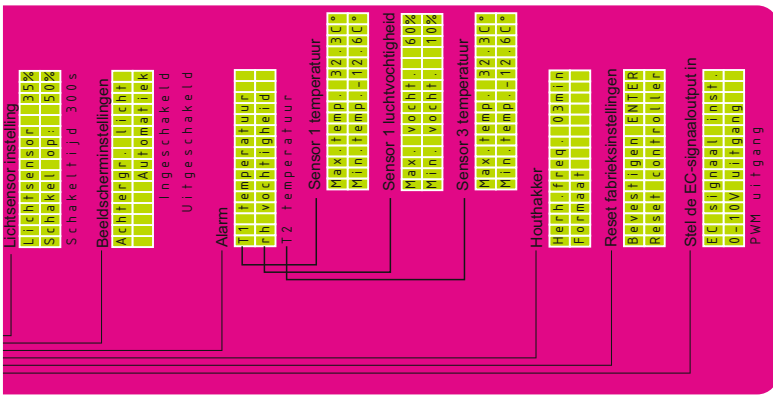 Lichtsensor instelling
Lichtsensor 35%
Schakel op: 50%
Schakeltijd 300s
Beeldscherminstellingen
Achtergr. licht
Automatiek
Ingeschakeld
Uitgeschakeld
Alarm
T1 temperatuur
rh vochtigheid
T2 temperatuur
Sensor 1 temperatuur
Max.temp. 32.3C°
Min.temp.-12.6C°
Sensor 1 luchtvochtigheid
Max. vocht. 60%
Min. vocht. 10%
Sensor 3 temperatuur
Max.temp. 32.3C°
Min.temp.-12.6C°
Houthakker
Herh.freq. 03min
Formaat
Reset fabrieksinstellingen
Bevestigen ENTER
Reset controller
Stel de EC-signaaloutput in
EC signaal inst.
0-10V uitgang
PWM uitgang